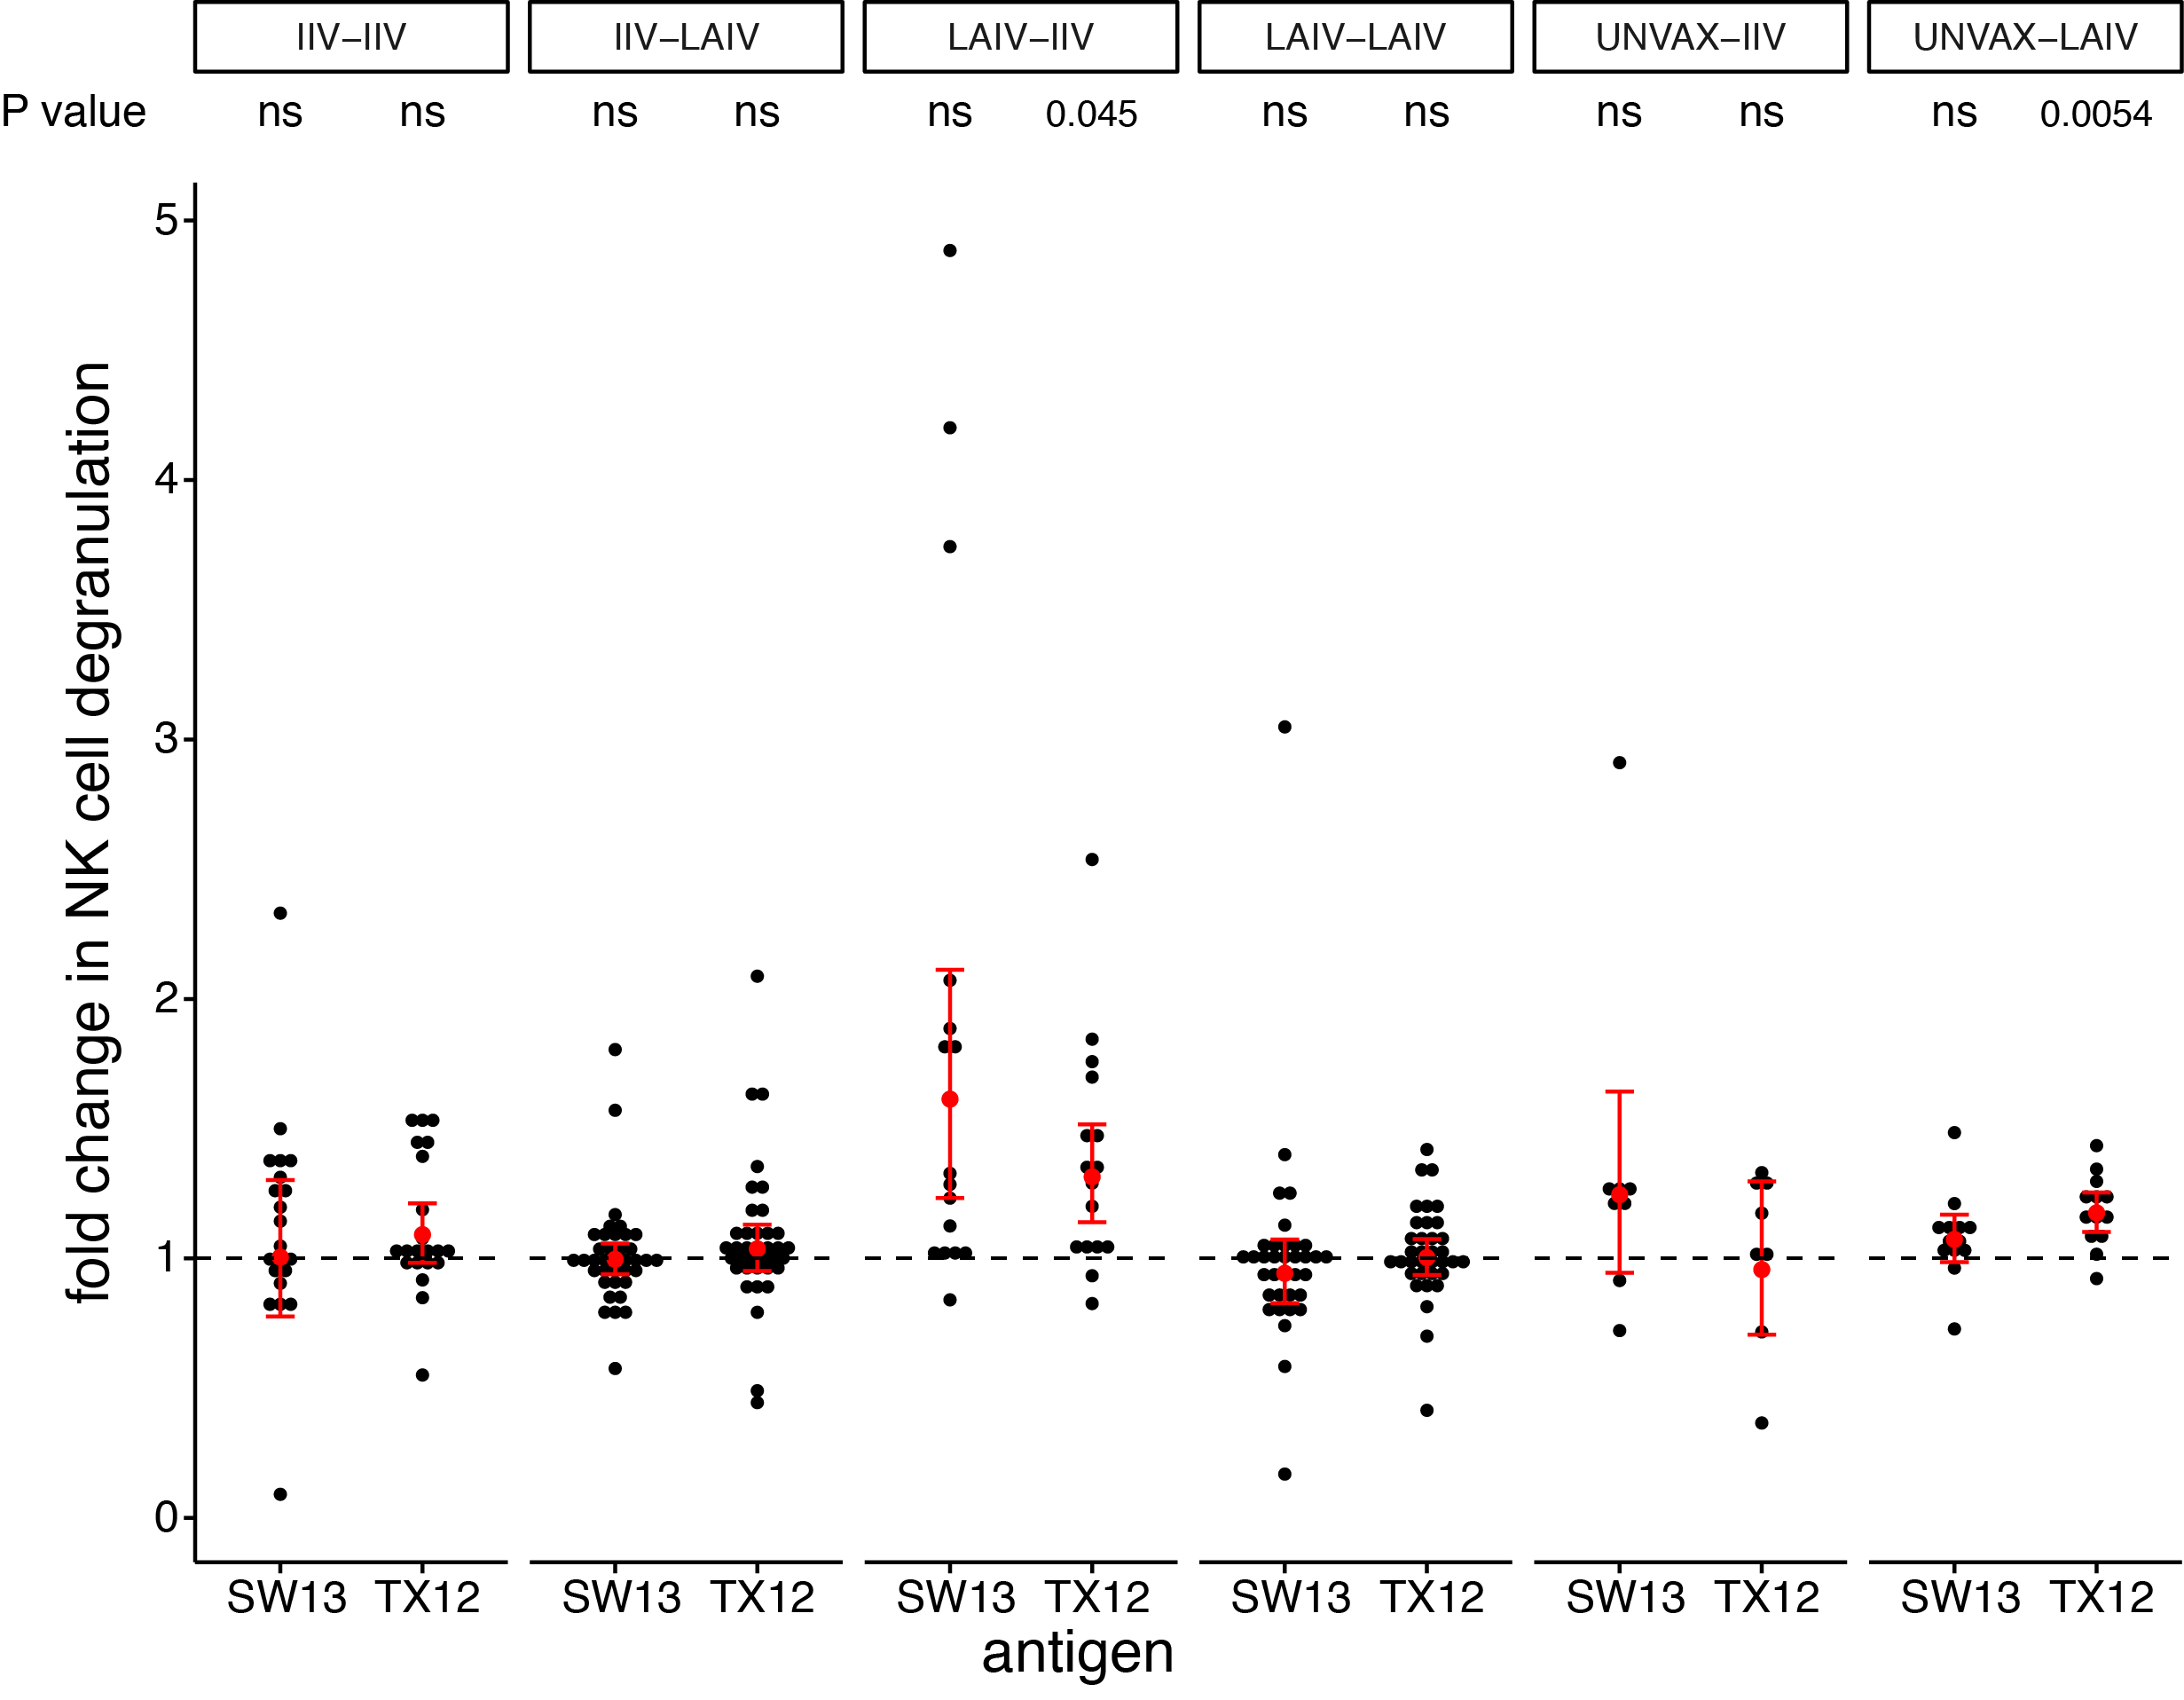 IIV–IIV IIV–LAIV LAIV–IIV LAIV–LAIV UNVAX–IIV UNVAX–LAIV
P value ns ns ns ns ns 0.045 ns ns ns ns ns 0.0054
fold change in NK cell degranulation
5
4
3
2
1
0
SW13 TX12 SW13 TX12 SW13 TX12 SW13 TX12 SW13 TX12 SW13 TX12
antigen